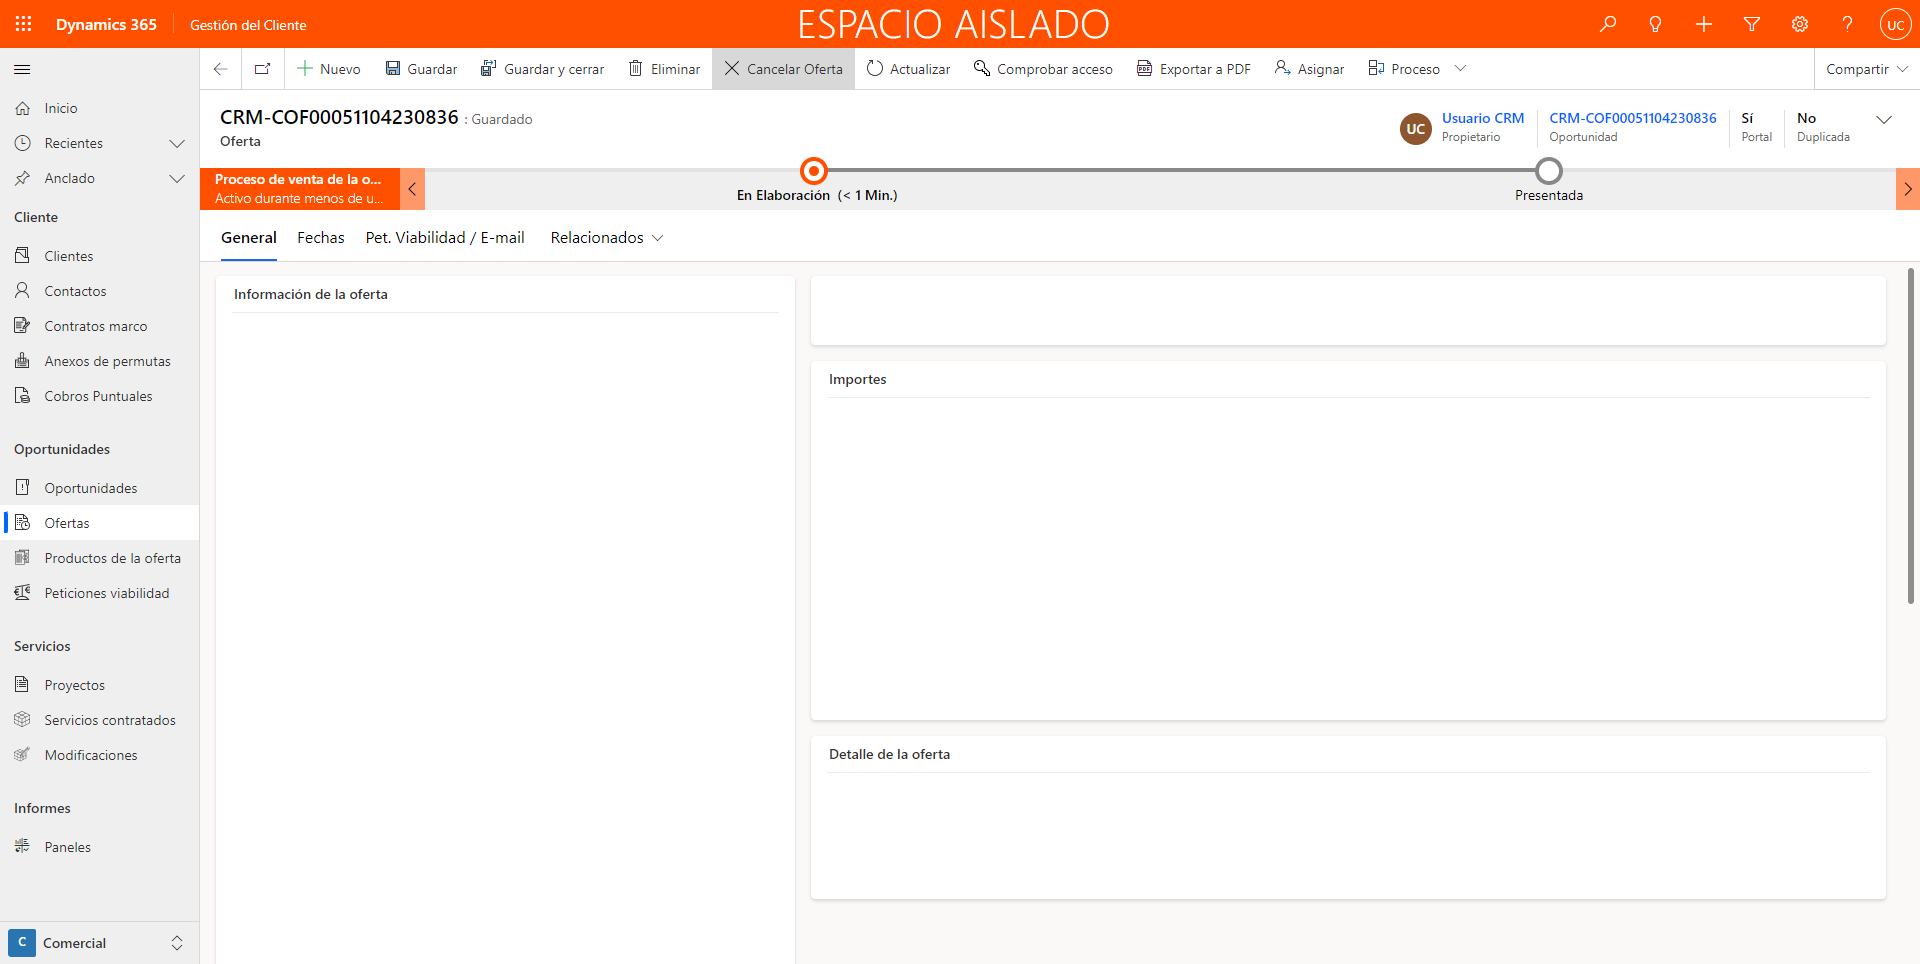 Dynamics 365 Gestión del Cliente ESPACIO AISLADO UC
Nuevo Guardar Guardar y cerrar Eliminar Cancelar Oferta Actualizar Comprobar acceso Exportar a PDF Asignar Proceso Compartir
Inicio
Recientes
Anclado
Cliente
Clientes
Contactos
Contratos marco
Anexos de permutas
Cobros Puntuales
Oportunidades
Oportunidades
Ofertas
Productos de la oferta
Peticiones viabilidad
Servicios
Proyectos
Servicios contratados
Modificaciones
Informes
Paneles
C Comercial
CRM-COF00051104230836 : Guardado
Oferta
UC Usuario CRM
Propietario
CRM-COF00051104230836
Oportunidad
Sí
Portal
No
Duplicada
Proceso de venta de la o...
Activo durante menos de u...
En Elaboración (< 1 Min.)
Presentada
General Fechas Pet. Viabilidad / E-mail Relacionados
Información de la oferta
Importes
Detalle de la oferta